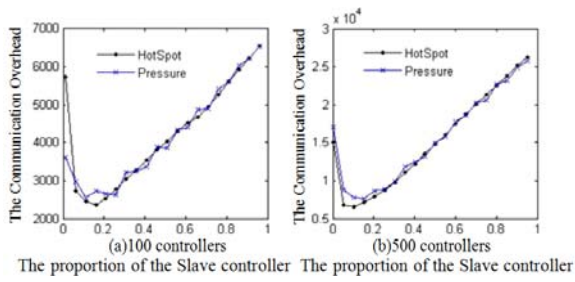 7000
6000
5000
4000
3000
2000
The Communication Overhead
HotSpot
Pressure
0 0.2 0.4 0.6 0.8 1
(a)100 controllers
The proportion of the Slave controller
x 10⁴
3
2.5
2
1.5
1
0.5
The Communication Overhead
HotSpot
Pressure
0 0.2 0.4 0.6 0.8 1
(b)500 controllers
The proportion of the Slave controller